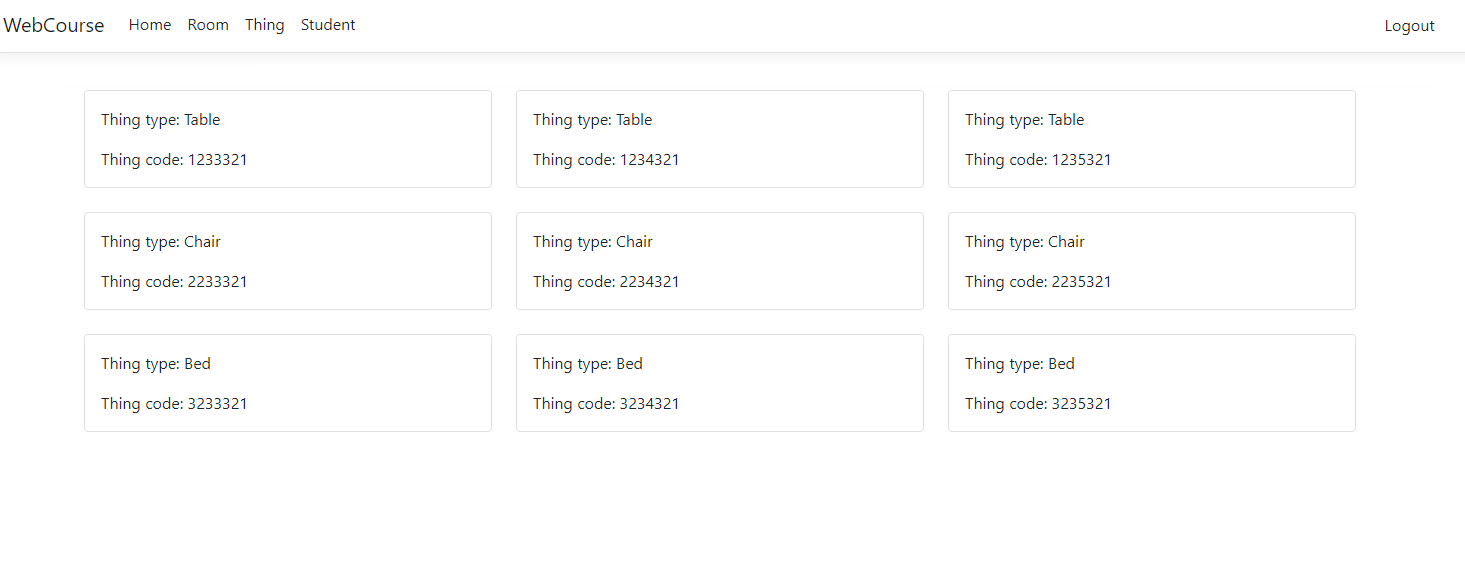 WebCourse Home Room Thing Student Logout
Thing type: Table
Thing code: 1233321
Thing type: Table
Thing code: 1234321
Thing type: Table
Thing code: 1235321
Thing type: Chair
Thing code: 2233321
Thing type: Chair
Thing code: 2234321
Thing type: Chair
Thing code: 2235321
Thing type: Bed
Thing code: 3233321
Thing type: Bed
Thing code: 3234321
Thing type: Bed
Thing code: 3235321